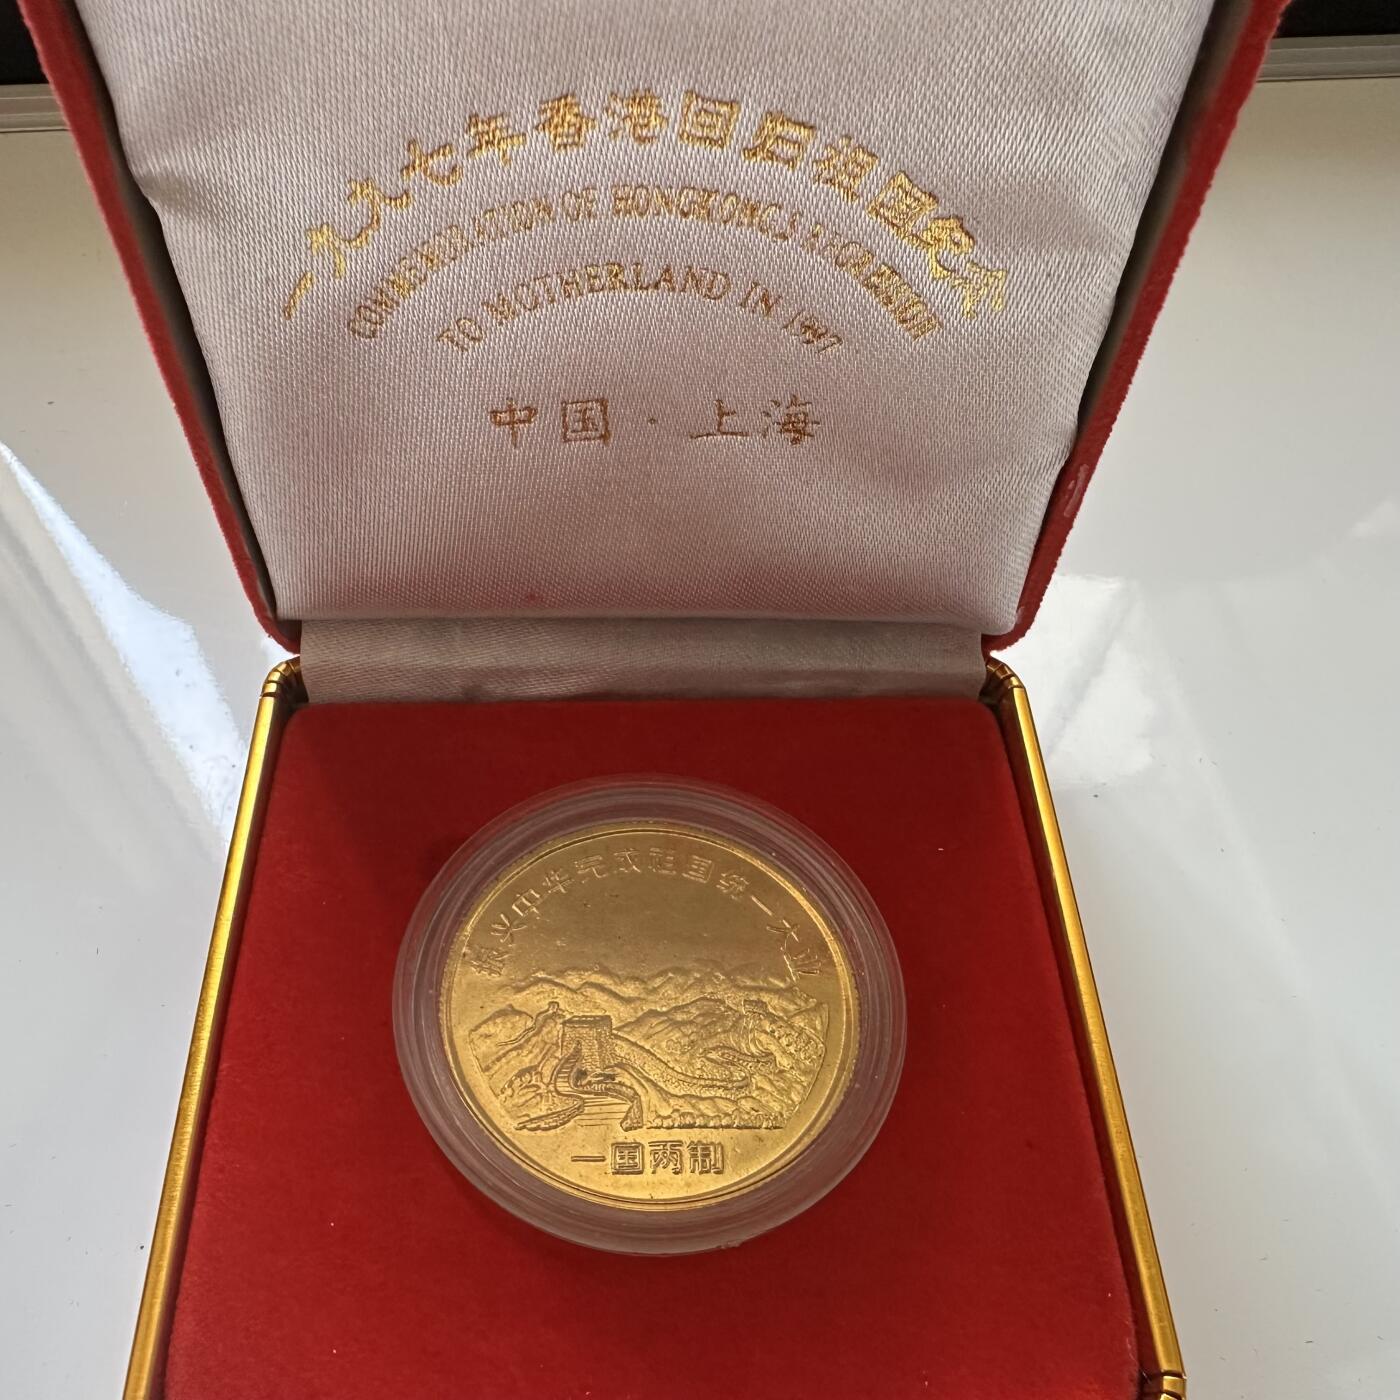 一九九七年香港回归祖国纪念
COMMEMORATION OF HONGKONG,S REGRESSION
TO MOTHERLAND IN 1997
中国·上海
振兴中华完成祖国统一大业
一国两制